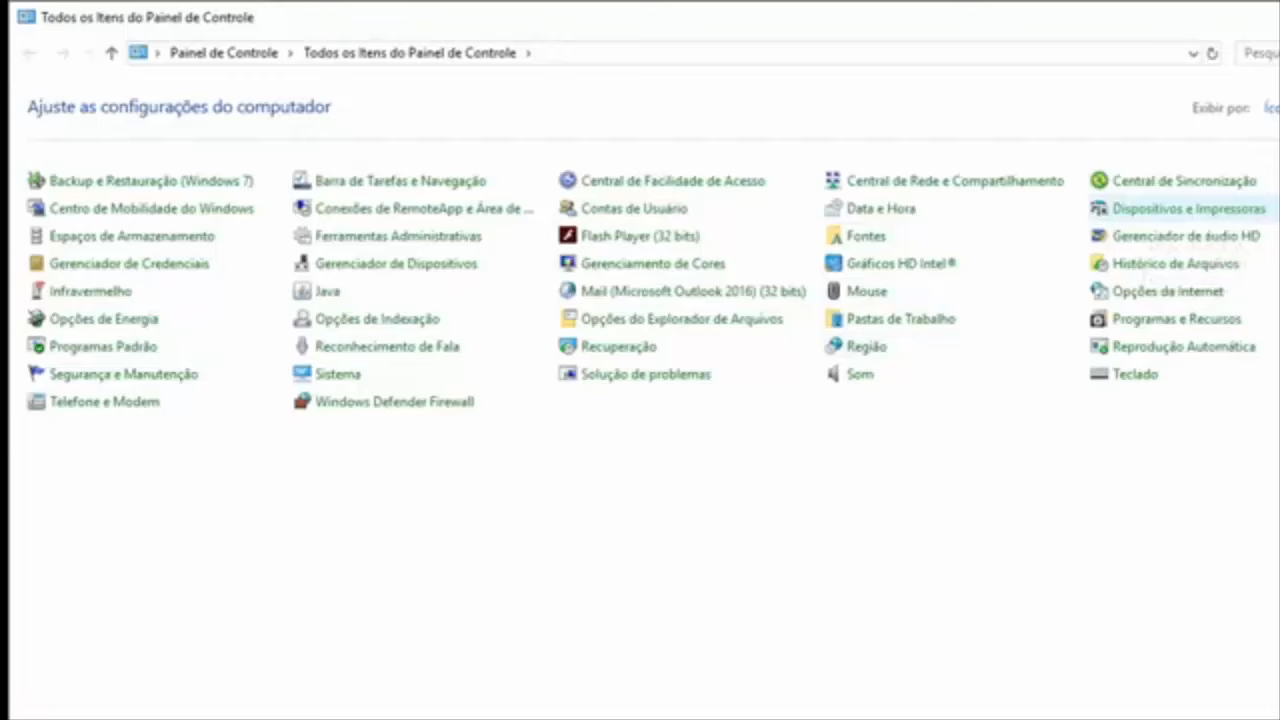 Todos os Itens do Painel de Controle
Painel de Controle > Todos os Itens do Painel de Controle >
Ajuste as configurações do computador
Exibir por:
Backup e Restauração (Windows 7) Barra de Tarefas e Navegação Central de Facilidade de Acesso Central de Rede e Compartilhamento Central de Sincronização
Centro de Mobilidade do Windows Conexões de RemoteApp e Área de ... Contas de Usuário Data e Hora Dispositivos e Impressoras
Espaços de Armazenamento Ferramentas Administrativas Flash Player (32 bits) Fontes Gerenciador de áudio HD
Gerenciador de Credenciais Gerenciador de Dispositivos Gerenciamento de Cores Gráficos HD Intel® Histórico de Arquivos
Infravermelho Java Mail (Microsoft Outlook 2016) (32 bits) Mouse Opções da Internet
Opções de Energia Opções de Indexação Opções do Explorador de Arquivos Pastas de Trabalho Programas e Recursos
Programas Padrão Reconhecimento de Fala Recuperação Região Reprodução Automática
Segurança e Manutenção Sistema Solução de problemas Som Teclado
Telefone e Modem Windows Defender Firewall